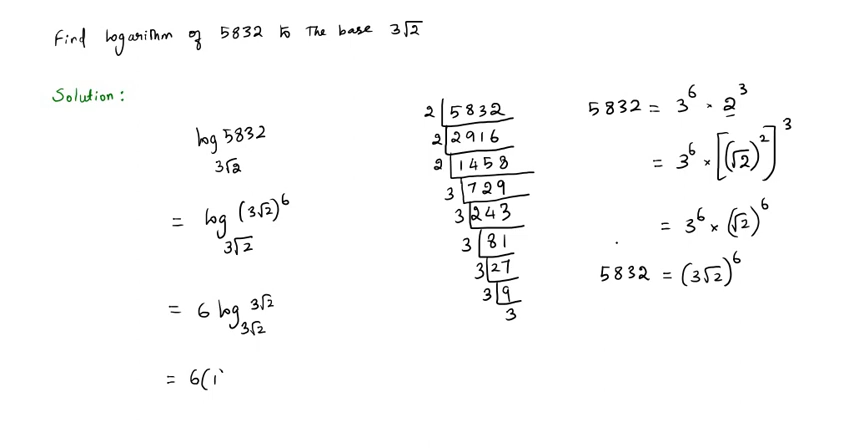 Find logarithm of 5832 to the base 3√2
Solution:
log 5832
3√2
= log (3√2)^6
3√2
= 6 log 3√2
3√2
= 6(1
2 | 5832
2 | 2916
2 | 1458
3 | 729
3 | 243
3 | 81
3 | 27
3 | 9
3
5832 = 3^6 · 2^3
= 3^6 × [(√2)^2]^3
= 3^6 × (√2)^6
5832 = (3√2)^6